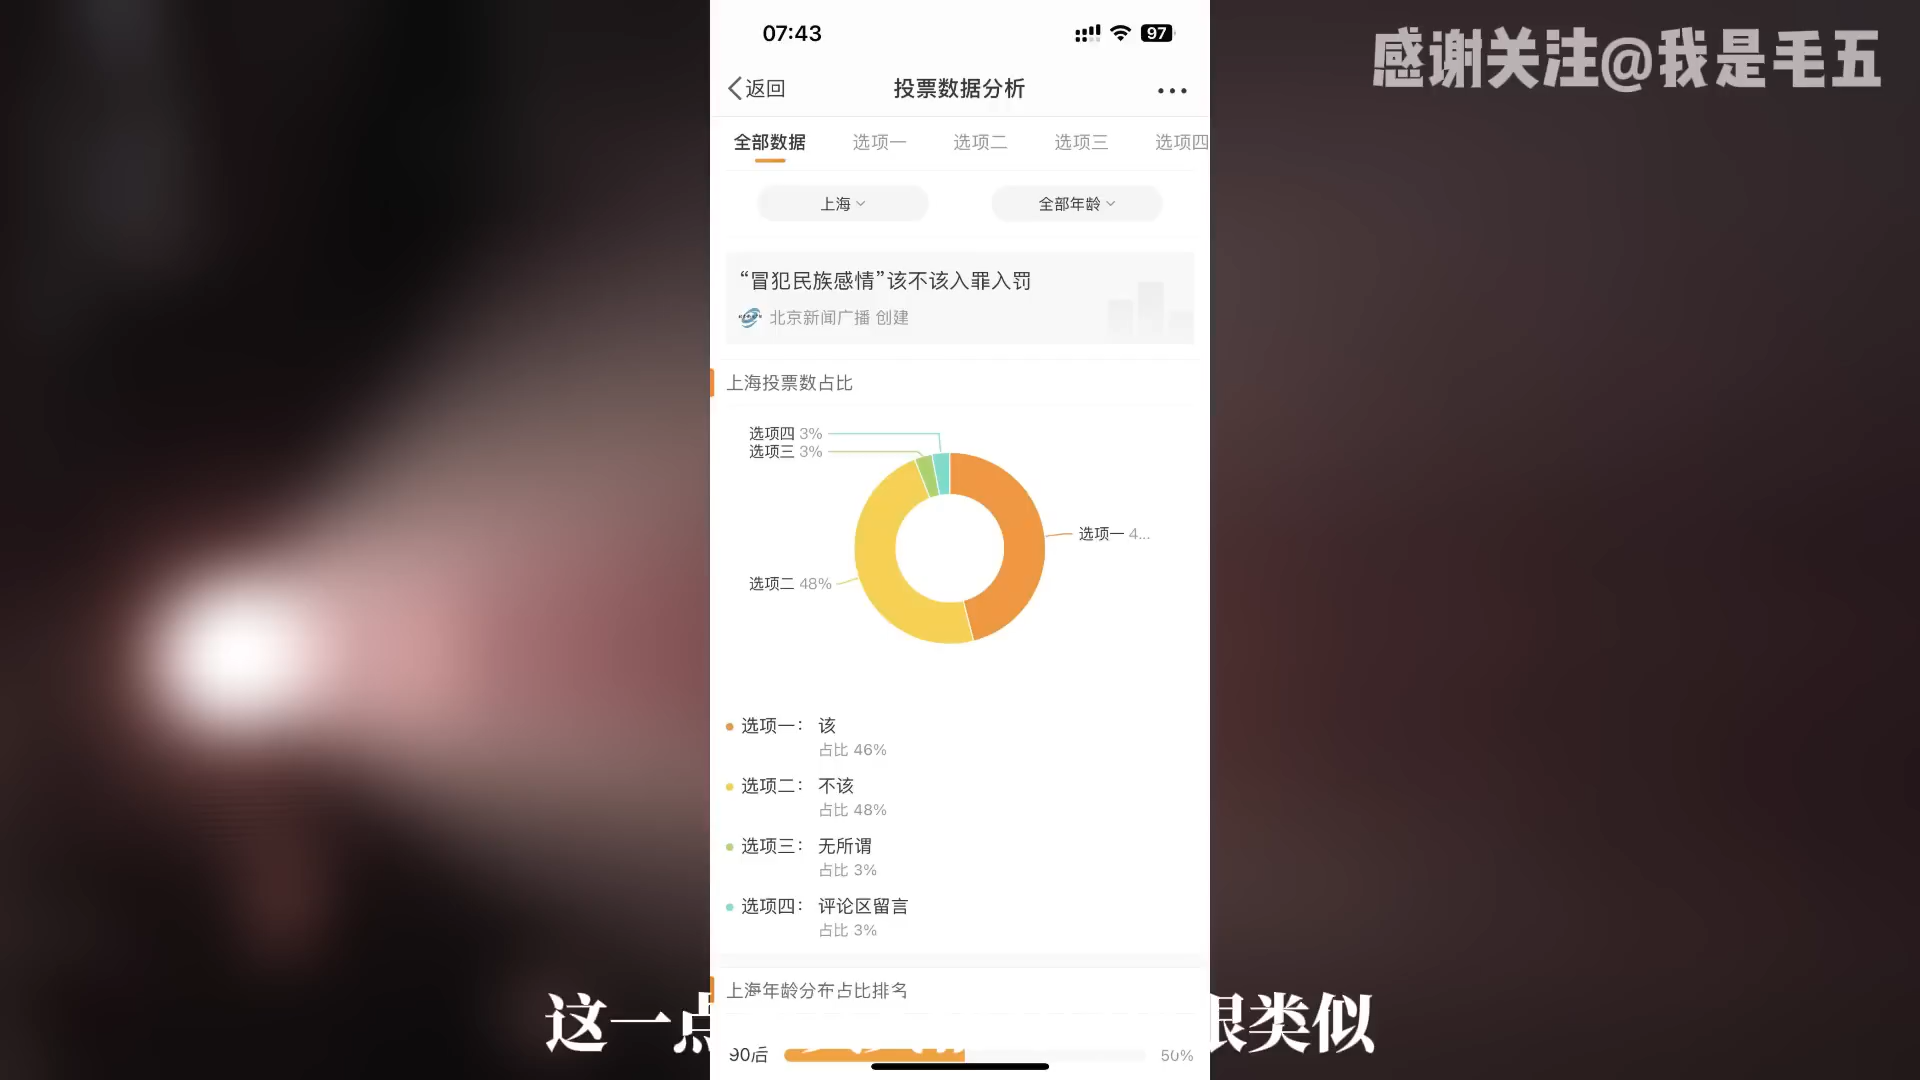 07:43
97
感谢关注@我是毛五
返回
投票数据分析
全部数据
选项一
选项二
选项三
选项四
上海
全部年龄
“冒犯民族感情”该不该入罪入罚
北京新闻广播 创建
上海投票数占比
选项四 3%
选项三 3%
选项一 4...
选项二 48%
选项一： 该
占比 46%
选项二： 不该
占比 48%
选项三： 无所谓
占比 3%
选项四： 评论区留言
占比 3%
上海年龄分布占比排名
这一点
很类似
90后
50%